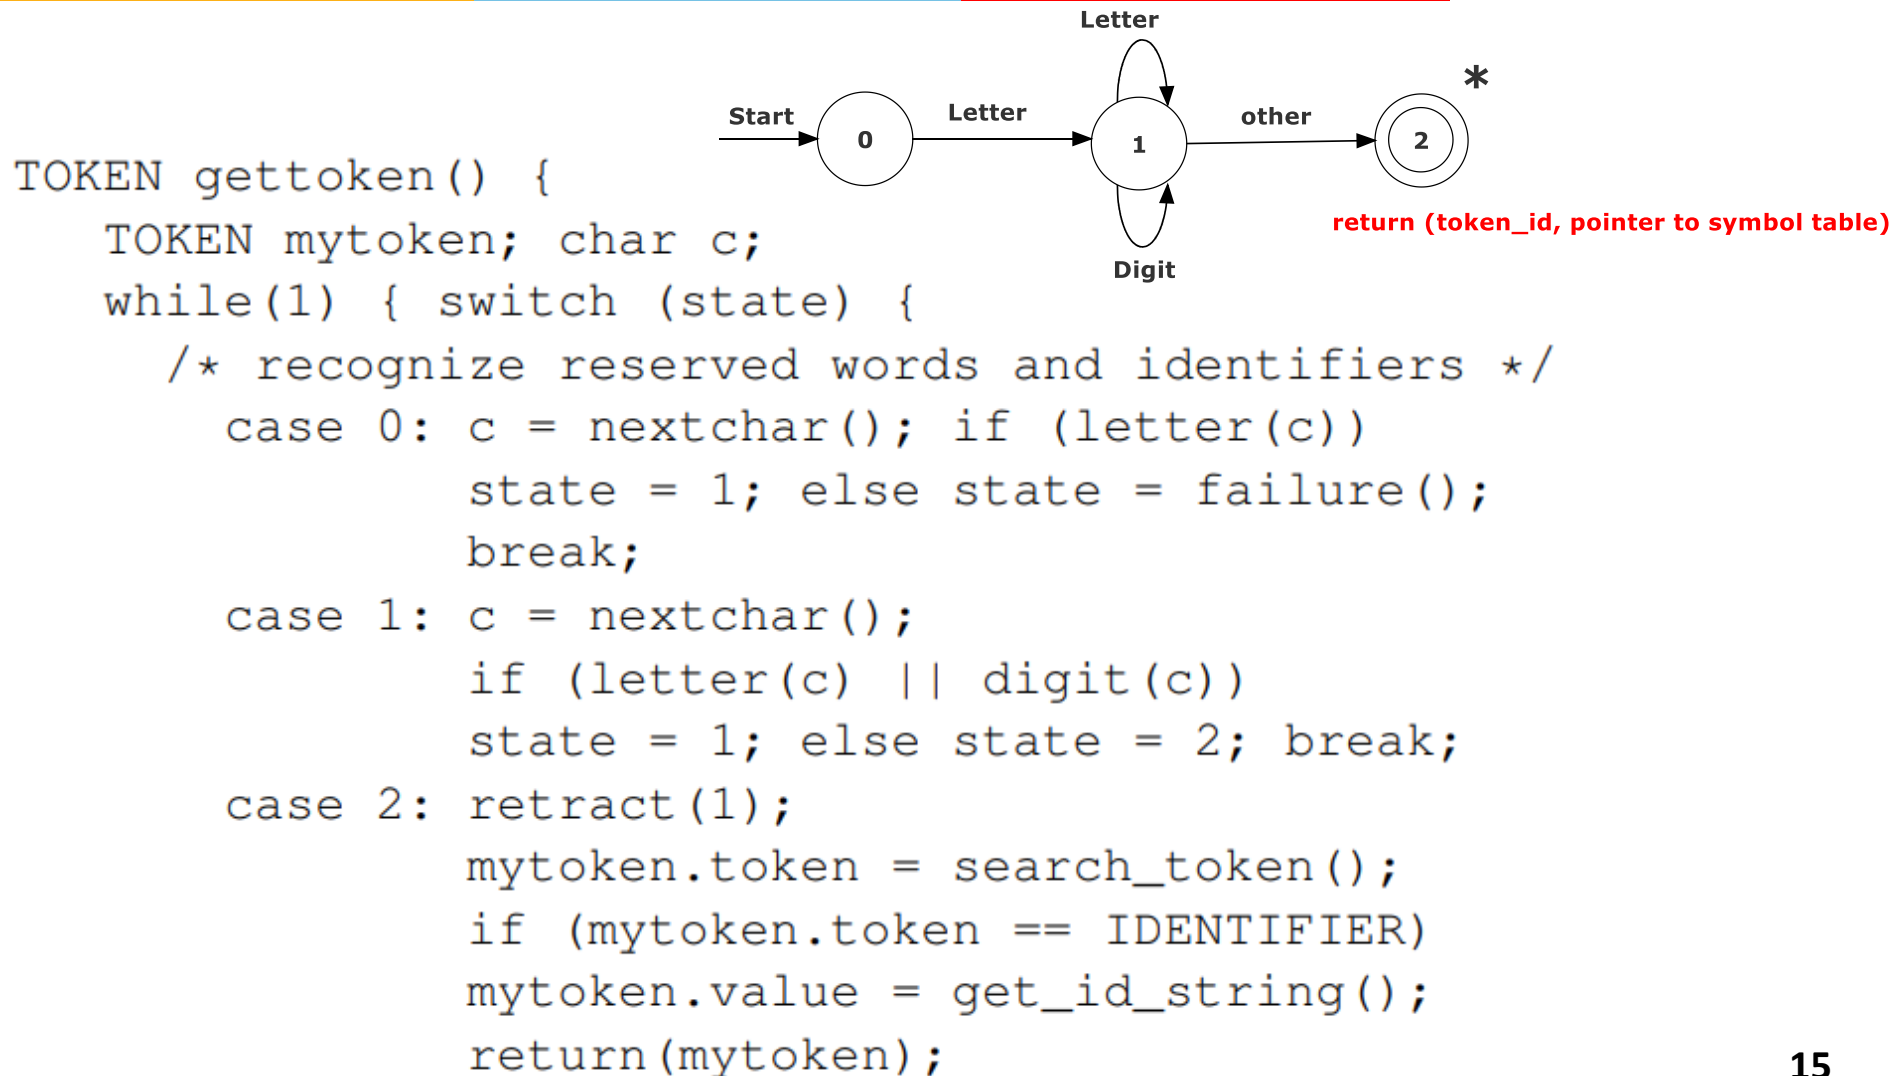 Letter
*
Start
Letter
other
0
1
2
TOKEN gettoken() {
return (token_id, pointer to symbol table)
TOKEN mytoken; char c;
Digit
while(1) { switch (state) {
/* recognize reserved words and identifiers */
case 0: c = nextchar(); if (letter(c))
state = 1; else state = failure();
break;
case 1: c = nextchar();
if (letter(c) || digit(c))
state = 1; else state = 2; break;
case 2: retract(1);
mytoken.token = search_token();
if (mytoken.token == IDENTIFIER)
mytoken.value = get_id_string();
return(mytoken);
15